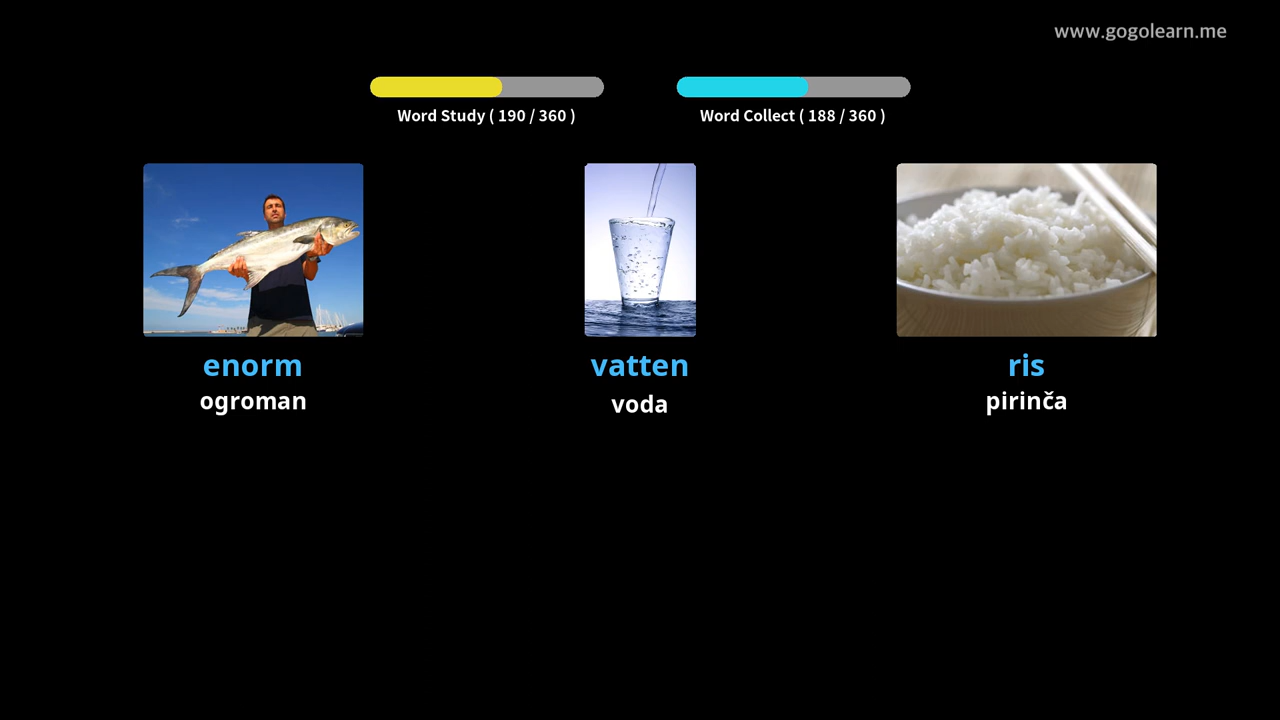 www.gogolearn.me
Word Study ( 190 / 360 )
Word Collect ( 188 / 360 )
enorm
ogroman
vatten
voda
ris
pirinča